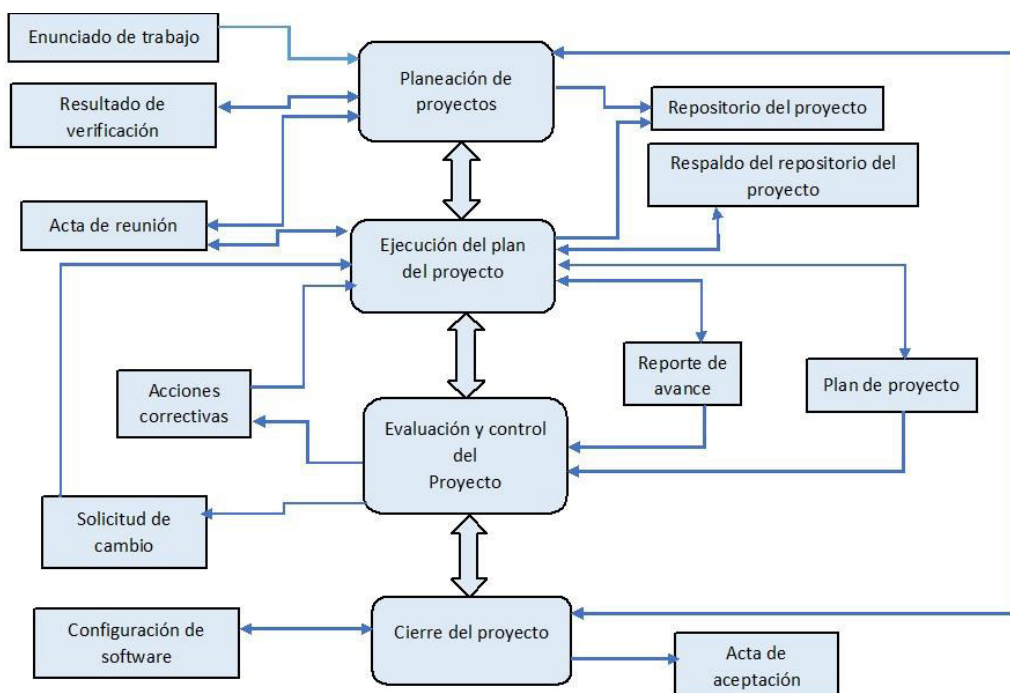 Enunciado de trabajo
Planeación de
proyectos
Resultado de
verificación
Repositorio del proyecto
Respaldo del repositorio del
proyecto
Acta de reunión
Ejecución del plan
del proyecto
Reporte de
avance
Plan de proyecto
Acciones
correctivas
Evaluación y control
del
Proyecto
Solicitud de
cambio
Configuración de
software
Cierre del proyecto
Acta de
aceptación